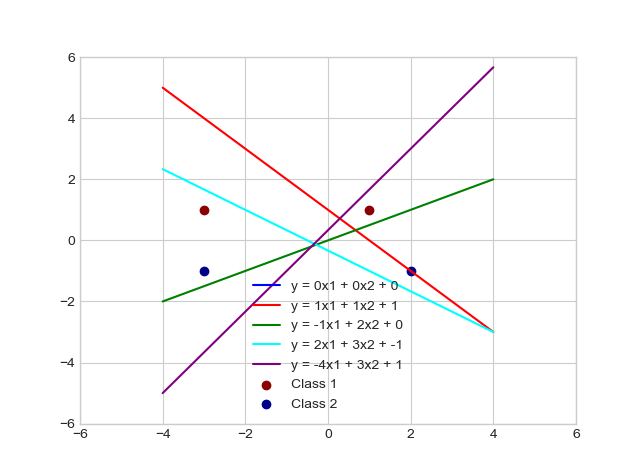 6
4
2
0
−2
−4
−6
y = 0x1 + 0x2 + 0
y = 1x1 + 1x2 + 1
y = -1x1 + 2x2 + 0
y = 2x1 + 3x2 + -1
y = -4x1 + 3x2 + 1
Class 1
Class 2
−6 −4 −2 0 2 4 6